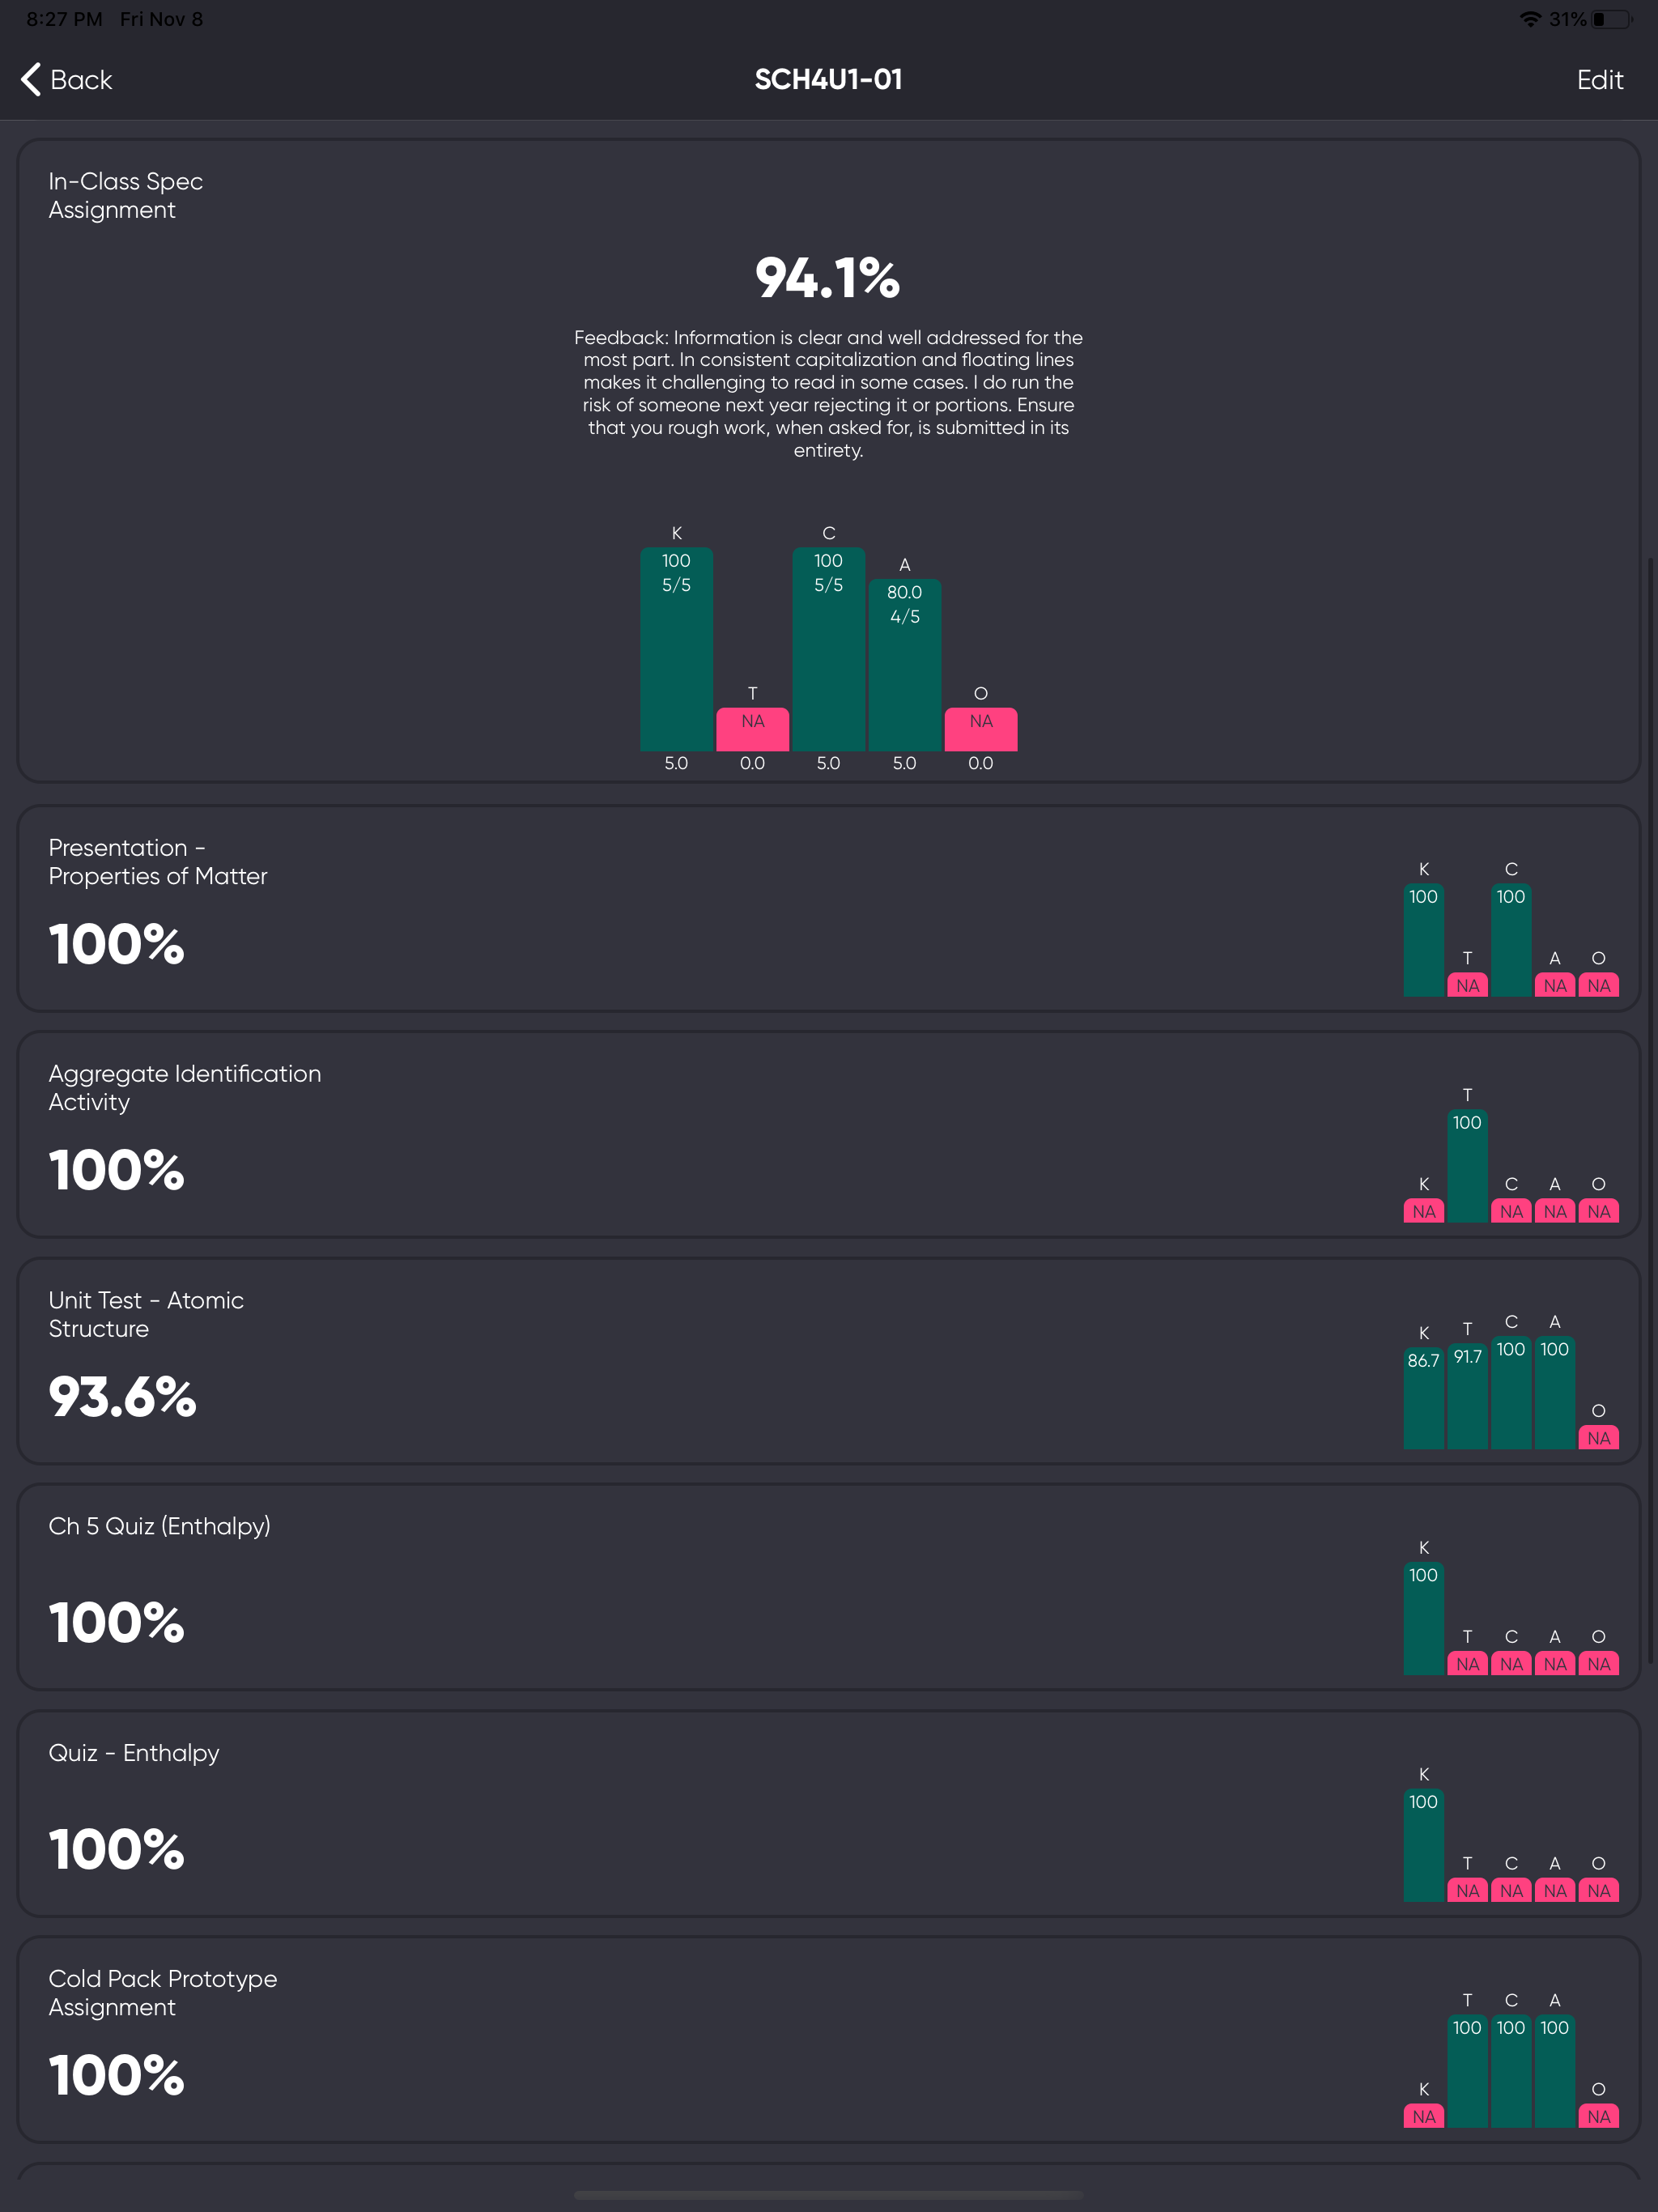 8:27 PM Fri Nov 8
31%
Back
SCH4U1-01
Edit
In-Class Spec
Assignment
94.1%
Feedback: Information is clear and well addressed for the
most part. In consistent capitalization and floating lines
makes it challenging to read in some cases. I do run the
risk of someone next year rejecting it or portions. Ensure
that you rough work, when asked for, is submitted in its
entirety.
K T C A O
100 NA 100 80.0 NA
5/5 5/5 4/5
5.0 0.0 5.0 5.0 0.0
Presentation -
Properties of Matter
100%
K T C A O
100 NA 100 NA NA
Aggregate Identification
Activity
100%
K T C A O
NA 100 NA NA NA
Unit Test - Atomic
Structure
93.6%
K T C A O
86.7 91.7 100 100 NA
Ch 5 Quiz (Enthalpy)
100%
K T C A O
100 NA NA NA NA
Quiz - Enthalpy
100%
K T C A O
100 NA NA NA NA
Cold Pack Prototype
Assignment
100%
K T C A O
NA 100 100 100 NA